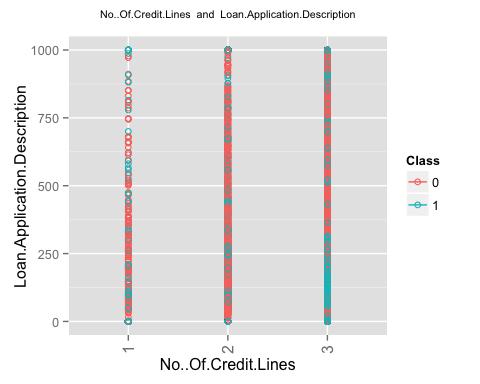 No..Of.Credit.Lines and Loan.Application.Description
1000
750
500
250
0
Loan.Application.Description
1 2 3
No..Of.Credit.Lines
Class
0
1